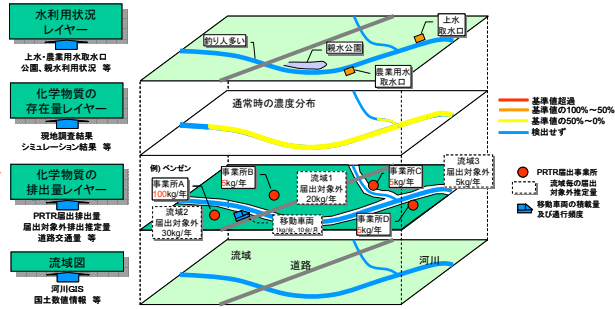 水利用状況
レイヤー
上水・農業用水取水口
公園、親水利用状況 等
釣り人多い
親水公園
上水
取水口
農業用水
取水口
化学物質の
存在量レイヤー
現地調査結果
シミュレーション結果 等
通常時の濃度分布
基準値超過
基準値の100%～50%
基準値の50%～0%
検出せず
化学物質の
排出量レイヤー
PRTR届出排出量
届出対象外排出推定量
道路交通量 等
例) ベンゼン
事業所A
100kg/年
事業所B
5kg/年
流域1
届出対象外
20kg/年
事業所C
5kg/年
流域3
届出対象外
5kg/年
流域2
届出対象外
30kg/年
移動車両
1kg/台、10台/月
事業所D
5kg/年
PRTR届出事業所
流域毎の届出
対象外推定量
移動車両の積載量
及び通行頻度
流域図
河川GIS
国土数値情報 等
流域
道路
河川